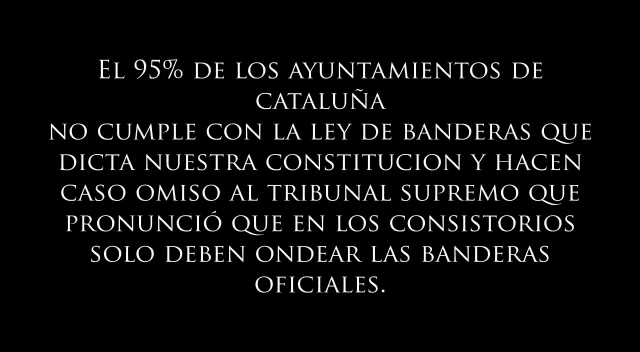 El 95% de los ayuntamientos de
cataluña
no cumple con la ley de banderas que
dicta nuestra constitucion y hacen
caso omiso al tribunal supremo que
pronunció que en los consistorios
solo deben ondear las banderas
oficiales.